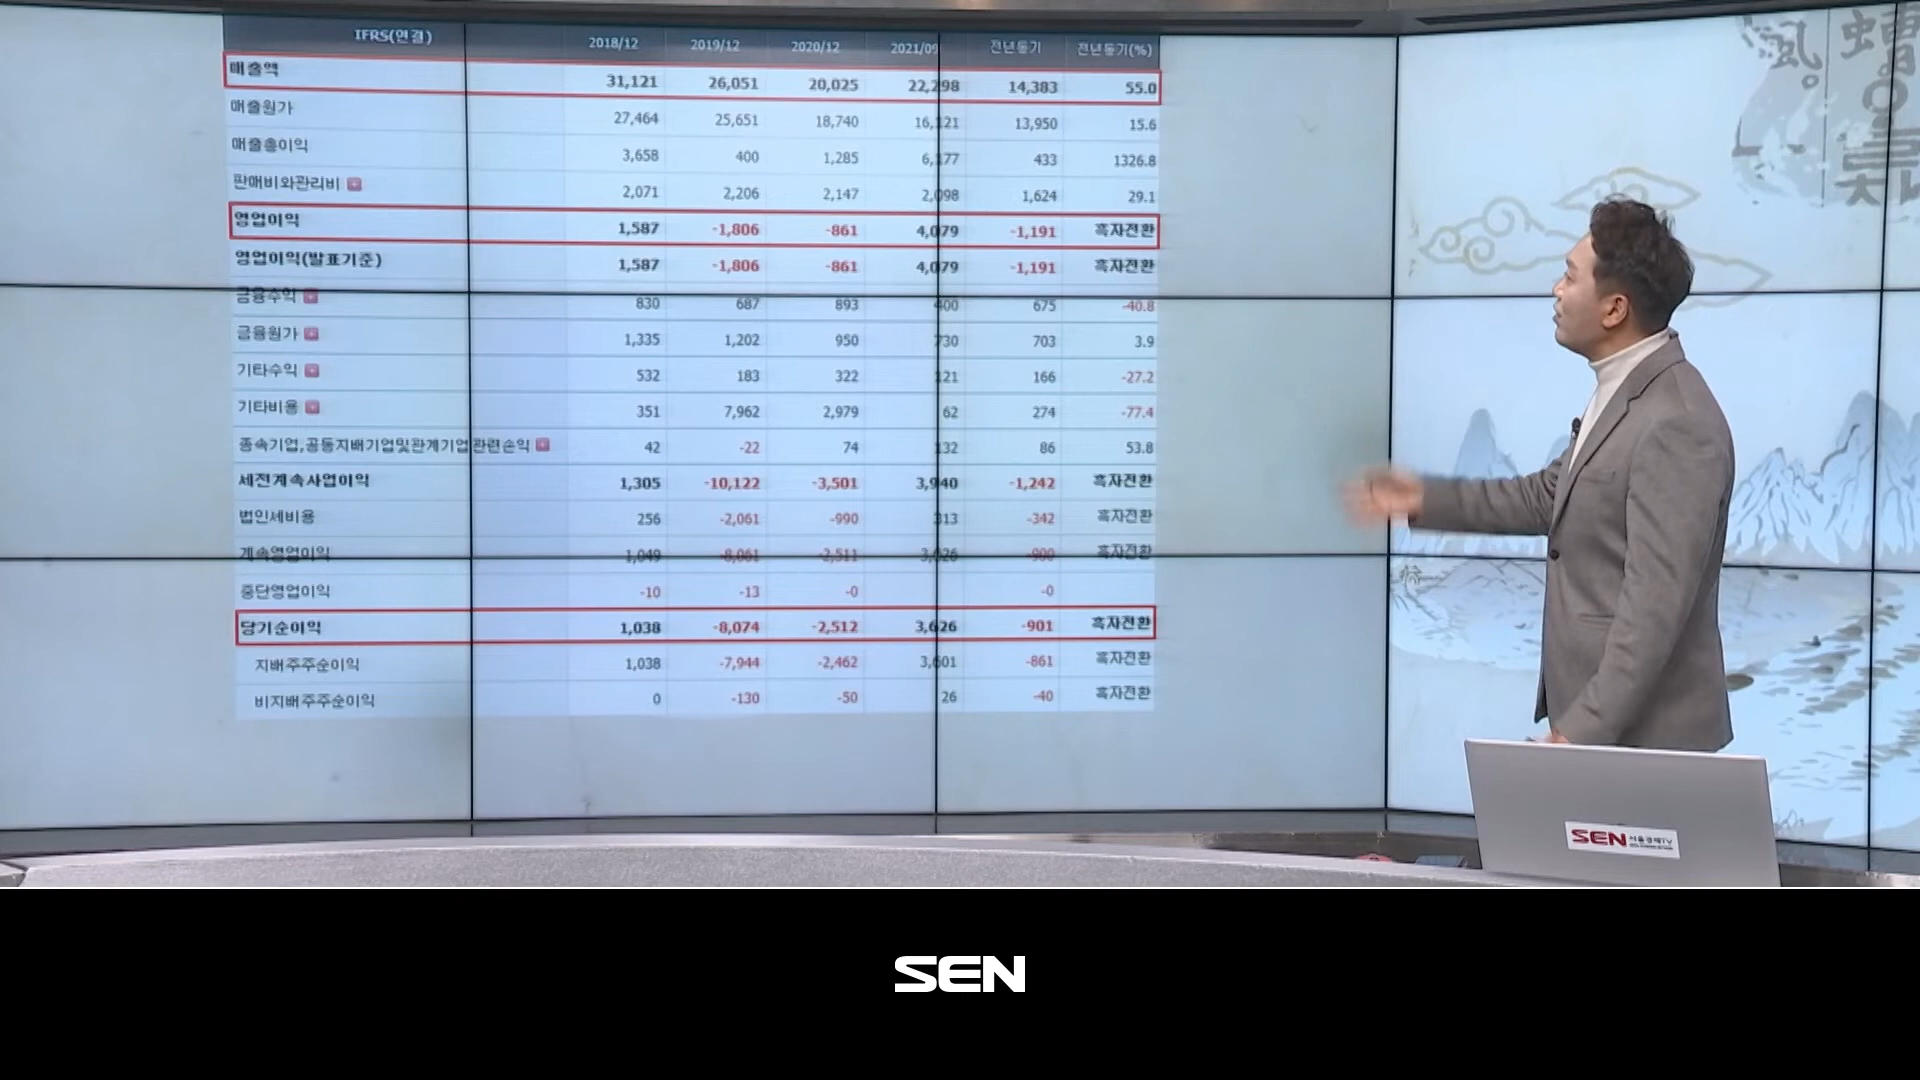 IFRS(연결) 2018/12 2019/12 2020/12 2021/09 전년동기 전년동기(%)
매출액 31,121 26,051 20,025 22,298 14,383 55.0
매출원가 27,464 25,651 18,740 16,121 13,950 15.6
매출총이익 3,658 400 1,285 6,177 433 1326.8
판매비와관리비 2,071 2,206 2,147 2,098 1,624 29.1
영업이익 1,587 -1,806 -861 4,079 -1,191 흑자전환
영업이익(발표기준) 1,587 -1,806 -861 4,079 -1,191 흑자전환
금융수익 830 687 893 400 675 -40.8
금융원가 1,335 1,202 950 730 703 3.9
기타수익 532 183 322 121 166 -27.2
기타비용 351 7,962 2,979 62 274 -77.4
종속기업,공동지배기업및관계기업관련손익 42 -22 74 132 86 53.8
세전계속사업이익 1,305 -10,122 -3,501 3,940 -1,242 흑자전환
법인세비용 256 -2,061 -990 313 -342 흑자전환
계속영업이익 1,049 -8,061 -2,511 3,626 -900 흑자전환
중단영업이익 -10 -13 -0 -0
당기순이익 1,038 -8,074 -2,512 3,626 -901 흑자전환
지배주주순이익 1,038 -7,944 -2,462 3,601 -861 흑자전환
비지배주주순이익 0 -130 -50 26 -40 흑자전환
SEN 서울경제TV
SEN